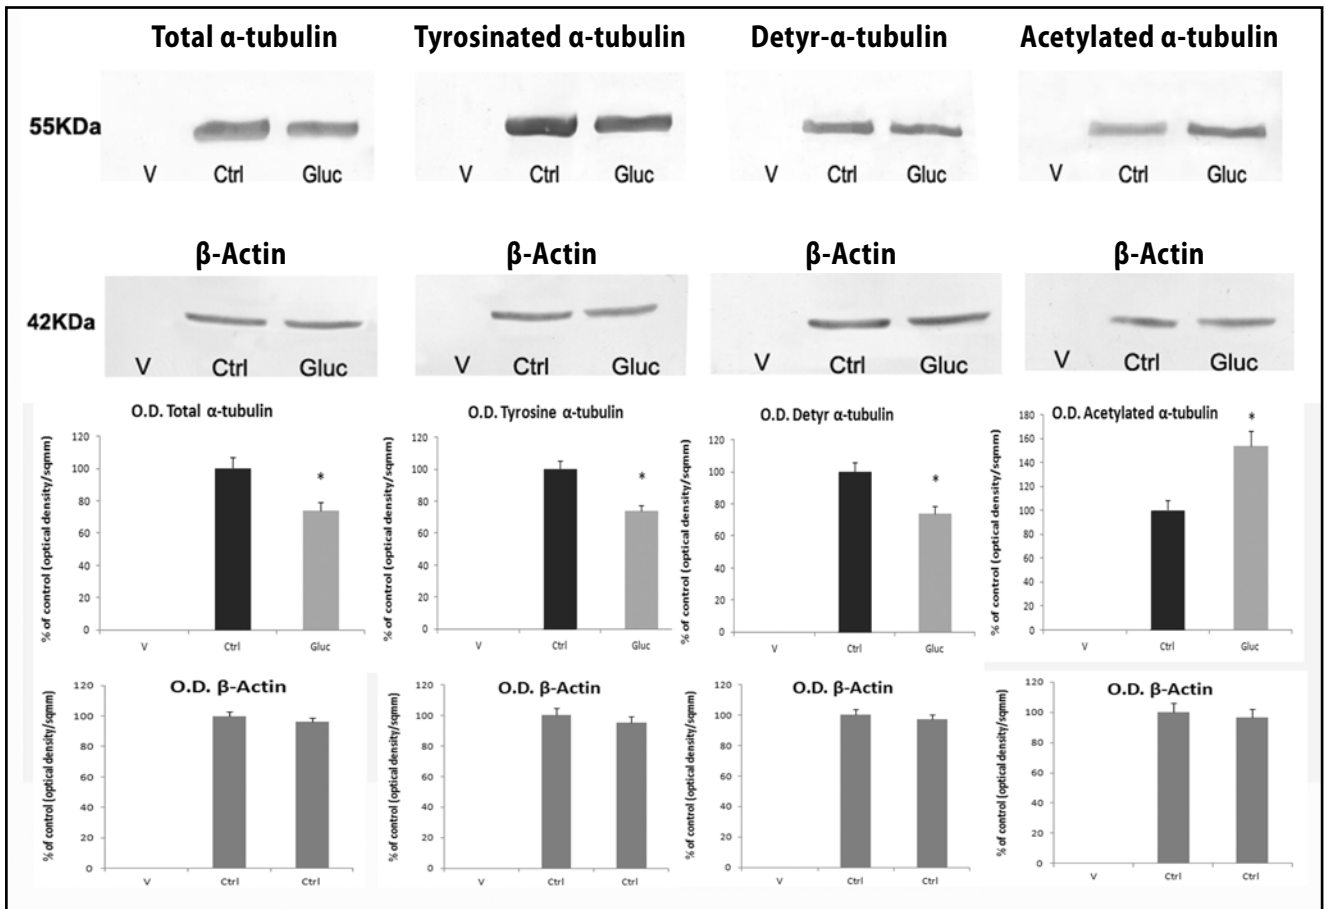 Total α-tubulin
Tyrosinated α-tubulin
Detyr-α-tubulin
Acetylated α-tubulin
55KDa
V Ctrl Gluc
V Ctrl Gluc
V Ctrl Gluc
V Ctrl Gluc
β-Actin
β-Actin
β-Actin
β-Actin
42KDa
V Ctrl Gluc
V Ctrl Gluc
V Ctrl Gluc
V Ctrl Gluc
O.D. Total α-tubulin
% of control (optical density/sqmm)
120
100
80
60
40
20
0
*
V Ctrl Gluc
O.D. Tyrosine α-tubulin
% of control (optical density/sqmm)
120
100
80
60
40
20
0
*
V Ctrl Gluc
O.D. Detyr α-tubulin
% of control (optical density/sqmm)
120
100
80
60
40
20
0
*
V Ctrl Gluc
O.D. Acetylated α-tubulin
% of control (optical density/sqmm)
180
160
140
120
100
80
60
40
20
0
*
V Ctrl Gluc
O.D. β-Actin
% of control (optical density/sqmm)
120
100
80
60
40
20
0
V Ctrl Ctrl
O.D. β-Actin
% of control (optical density/sqmm)
120
100
80
60
40
20
0
V Ctrl Ctrl
O.D. β-Actin
% of control (optical density/sqmm)
120
100
80
60
40
20
0
V Ctrl Ctrl
O.D. β-Actin
% of control (optical density/sqmm)
120
100
80
60
40
20
0
V Ctrl Ctrl